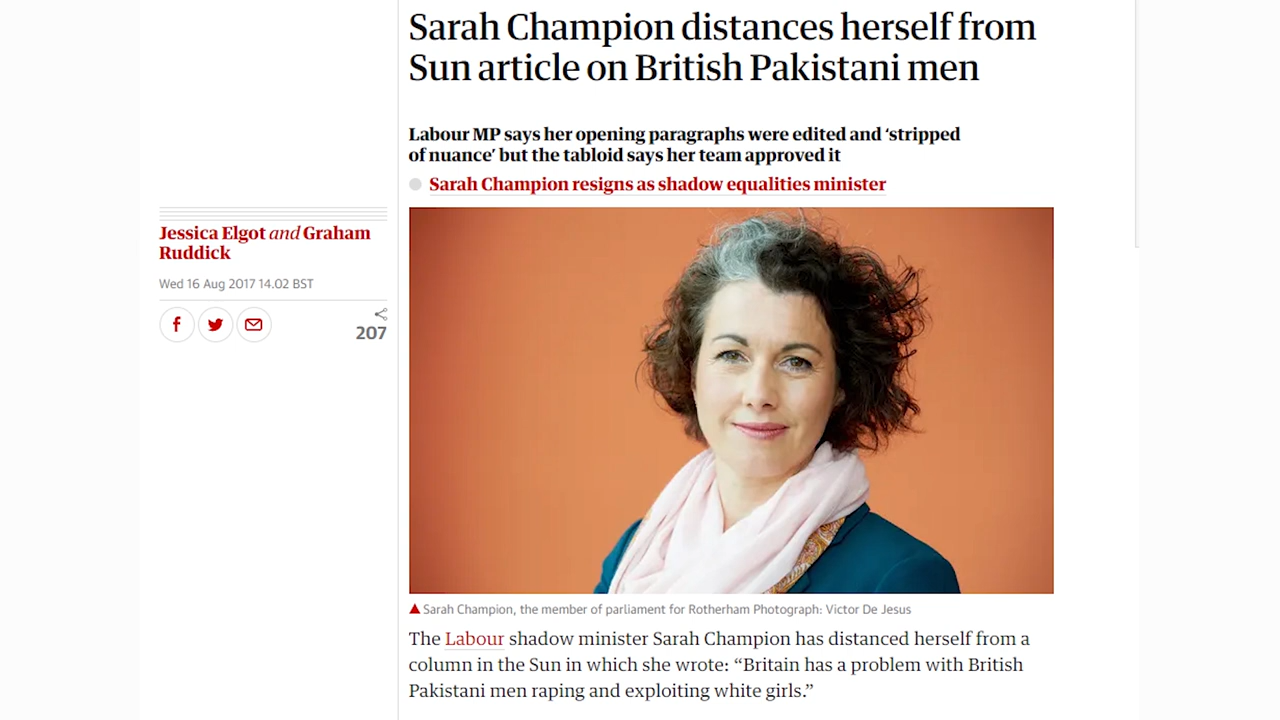 Sarah Champion distances herself from
Sun article on British Pakistani men
Labour MP says her opening paragraphs were edited and ‘stripped
of nuance’ but the tabloid says her team approved it
Sarah Champion resigns as shadow equalities minister
Jessica Elgot and Graham
Ruddick
Wed 16 Aug 2017 14.02 BST
207
Sarah Champion, the member of parliament for Rotherham Photograph: Victor De Jesus
The Labour shadow minister Sarah Champion has distanced herself from a
column in the Sun in which she wrote: “Britain has a problem with British
Pakistani men raping and exploiting white girls.”